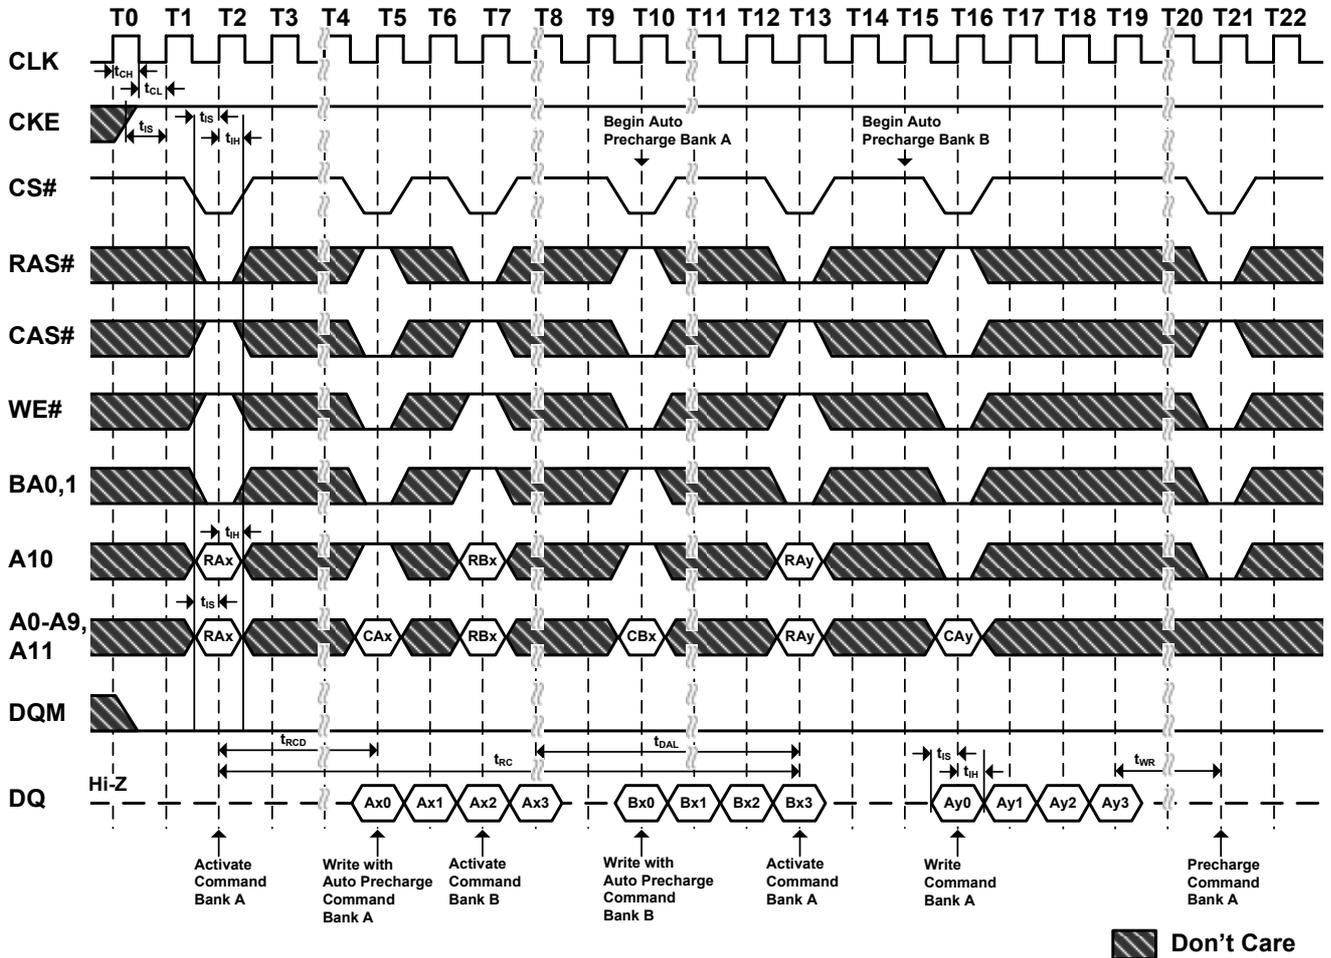 T0 T1 T2 T3 T4 T5 T6 T7 T8 T9 T10 T11 T12 T13 T14 T15 T16 T17 T18 T19 T20 T21 T22
CLK
tCH
tCL
CKE
tIS
tIS
tIH
Begin Auto
Precharge Bank A
Begin Auto
Precharge Bank B
CS#
RAS#
CAS#
WE#
BA0,1
tIH
A10
RAx RBx RAy
tIS
A0-A9,
A11
RAx CAx RBx CBx RAy CAy
DQM
tRCD
tDAL
tRC
tIS
tIH
tWR
Hi-Z
DQ
Ax0 Ax1 Ax2 Ax3 Bx0 Bx1 Bx2 Bx3 Ay0 Ay1 Ay2 Ay3
Activate
Command
Bank A
Write with
Auto Precharge
Command
Bank A
Activate
Command
Bank B
Write with
Auto Precharge
Command
Bank B
Activate
Command
Bank A
Write
Command
Bank A
Precharge
Command
Bank A
Don't Care